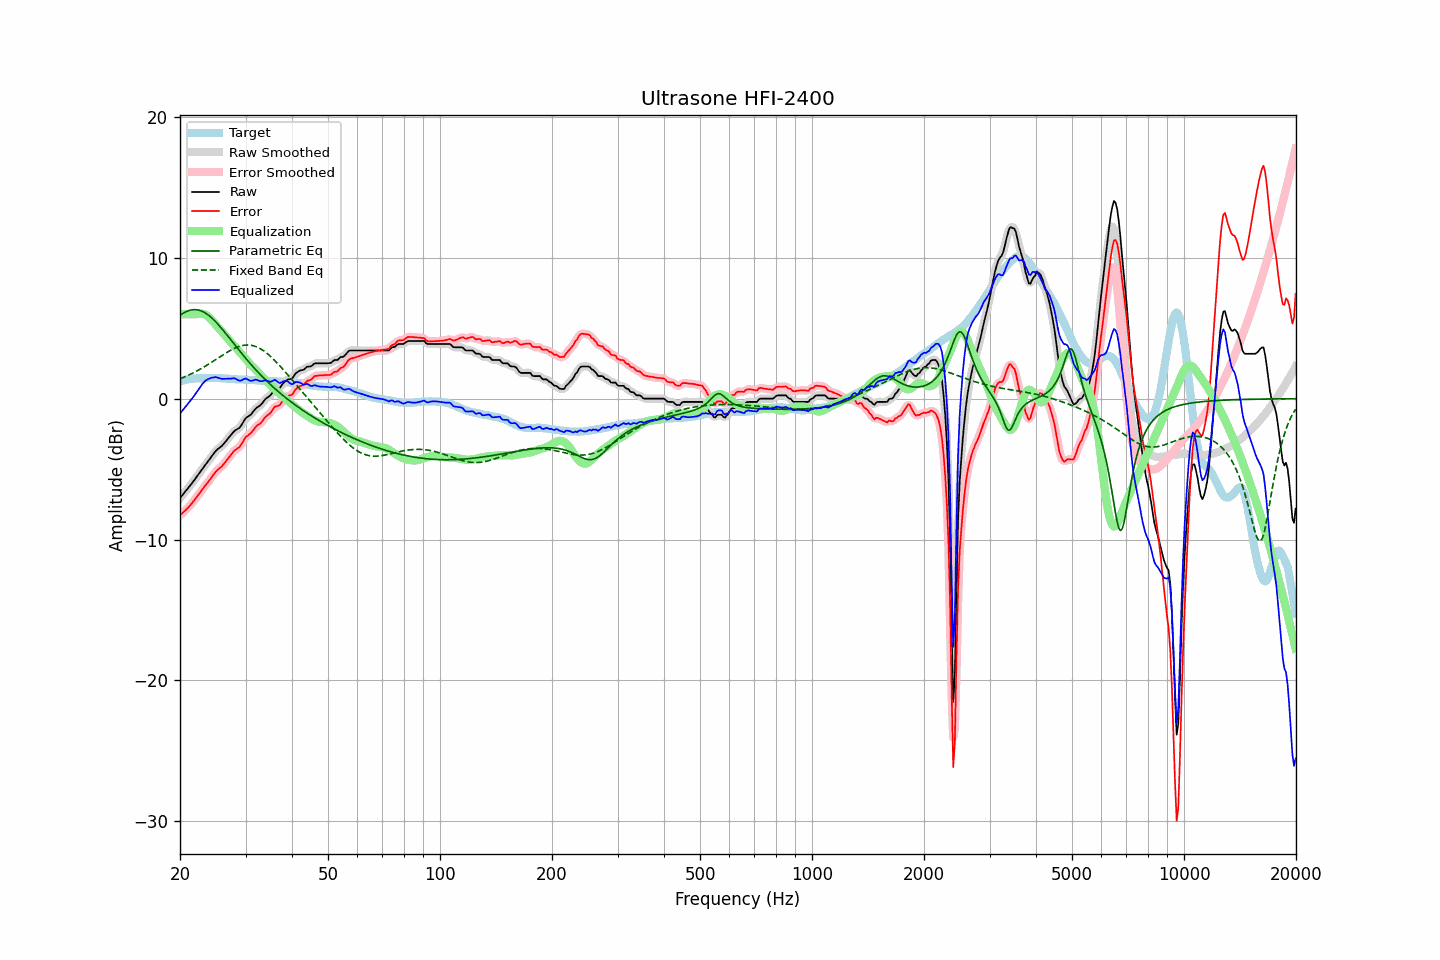 Ultrasone HFI-2400
Target
Raw Smoothed
Error Smoothed
Raw
Error
Equalization
Parametric Eq
Fixed Band Eq
Equalized
20
10
0
−10
−20
−30
Amplitude (dBr)
20
50
100
200
500
1000
2000
5000
10000
20000
Frequency (Hz)